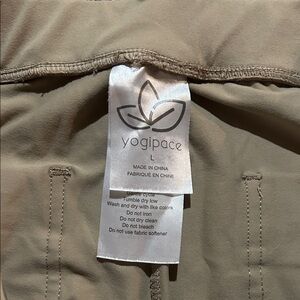 yogipace
L
MADE IN CHINA
FABRIQUE EN CHINE
Tumble dry low
Wash and dry with like colors
Do not iron
Do not dry clean
Do not bleach
Do not use fabric softener